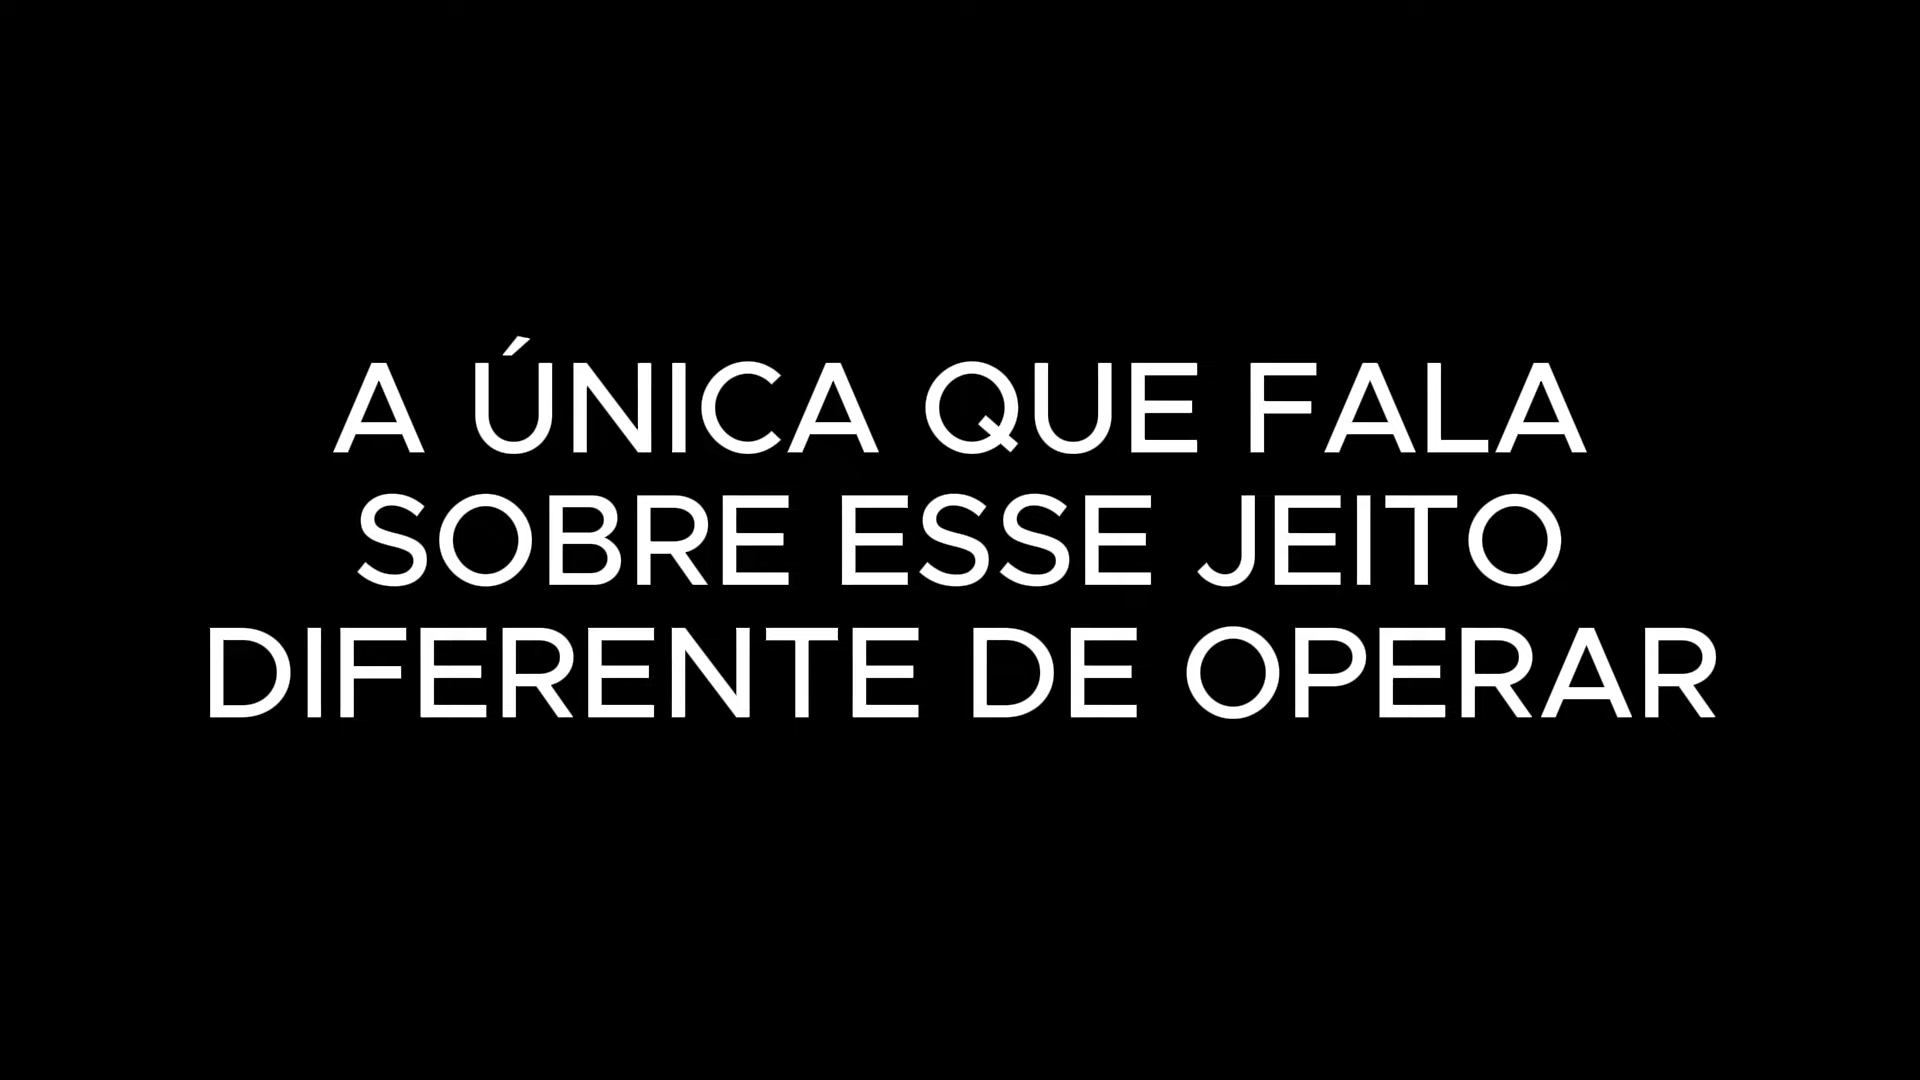 A ÚNICA QUE FALA
SOBRE ESSE JEITO
DIFERENTE DE OPERAR